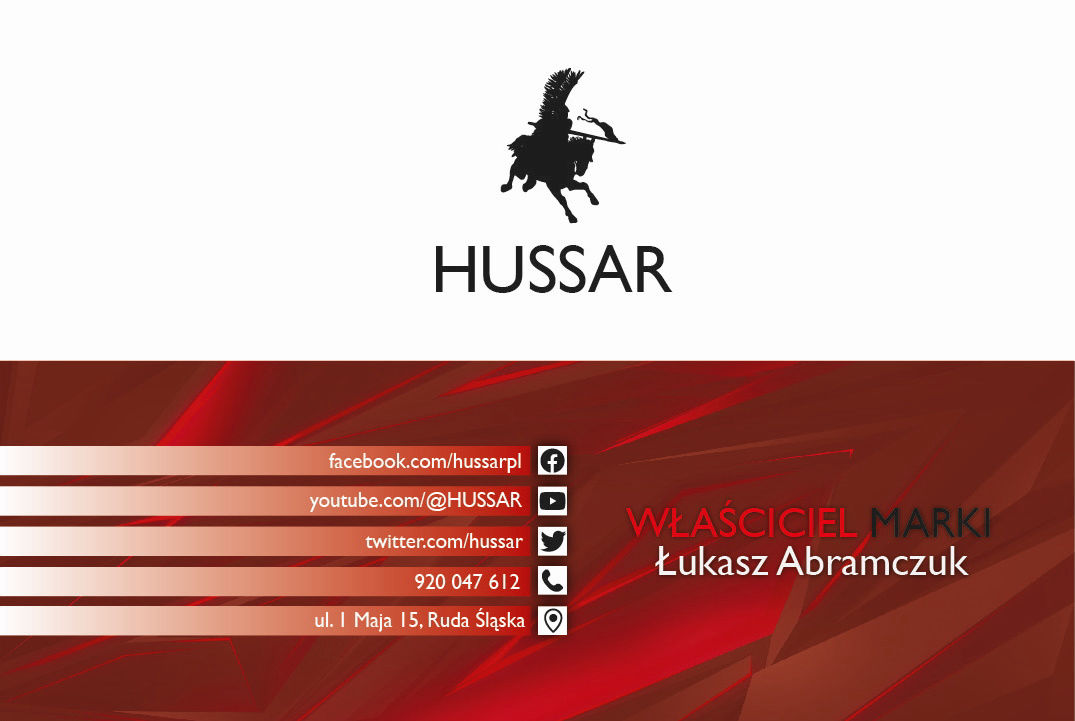 HUSSAR
facebook.com/hussarpl
youtube.com/@HUSSAR
twitter.com/hussar
920 047 612
ul. 1 Maja 15, Ruda Śląska
WŁAŚCICIEL MARKI
Łukasz Abramczuk